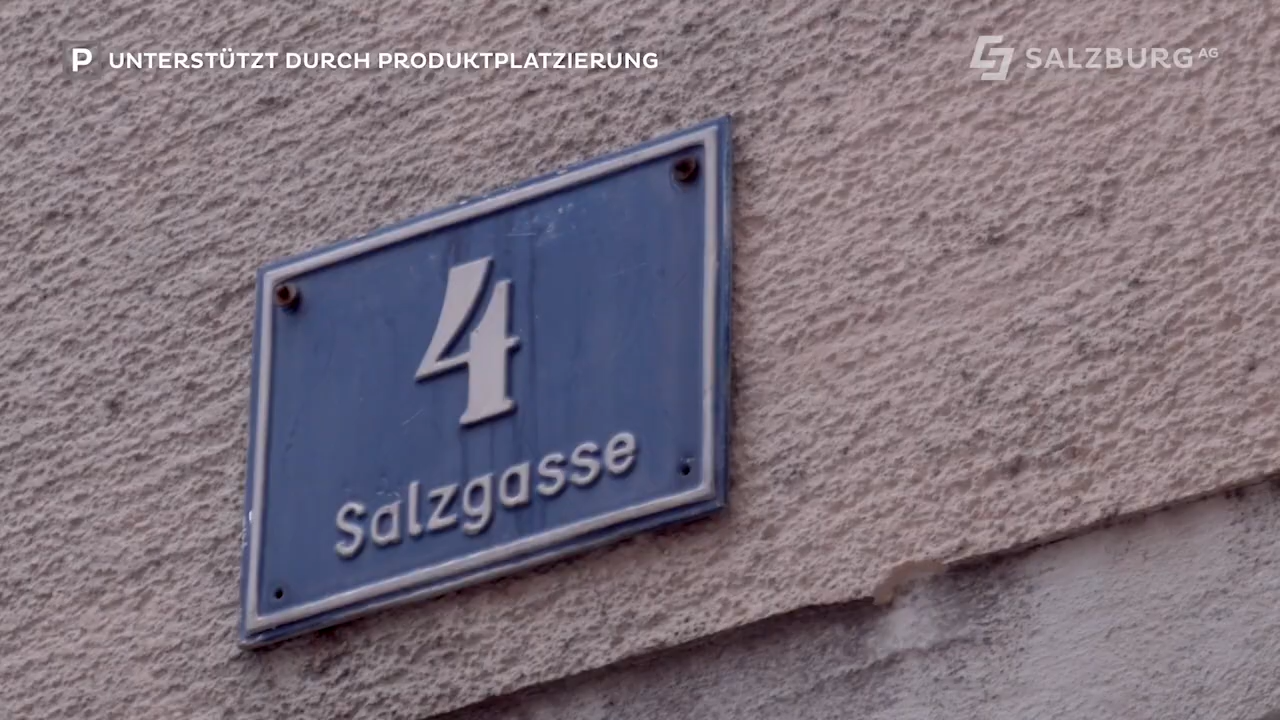 P UNTERSTÜTZT DURCH PRODUKTPLATZIERUNG
SALZBURG AG
4
Salzgasse